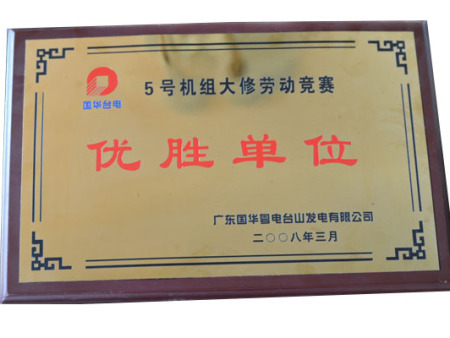 5号机组大修劳动竞赛
国华台电
优胜单位
广东国华粤电台山发电有限公司
二〇〇八年三月